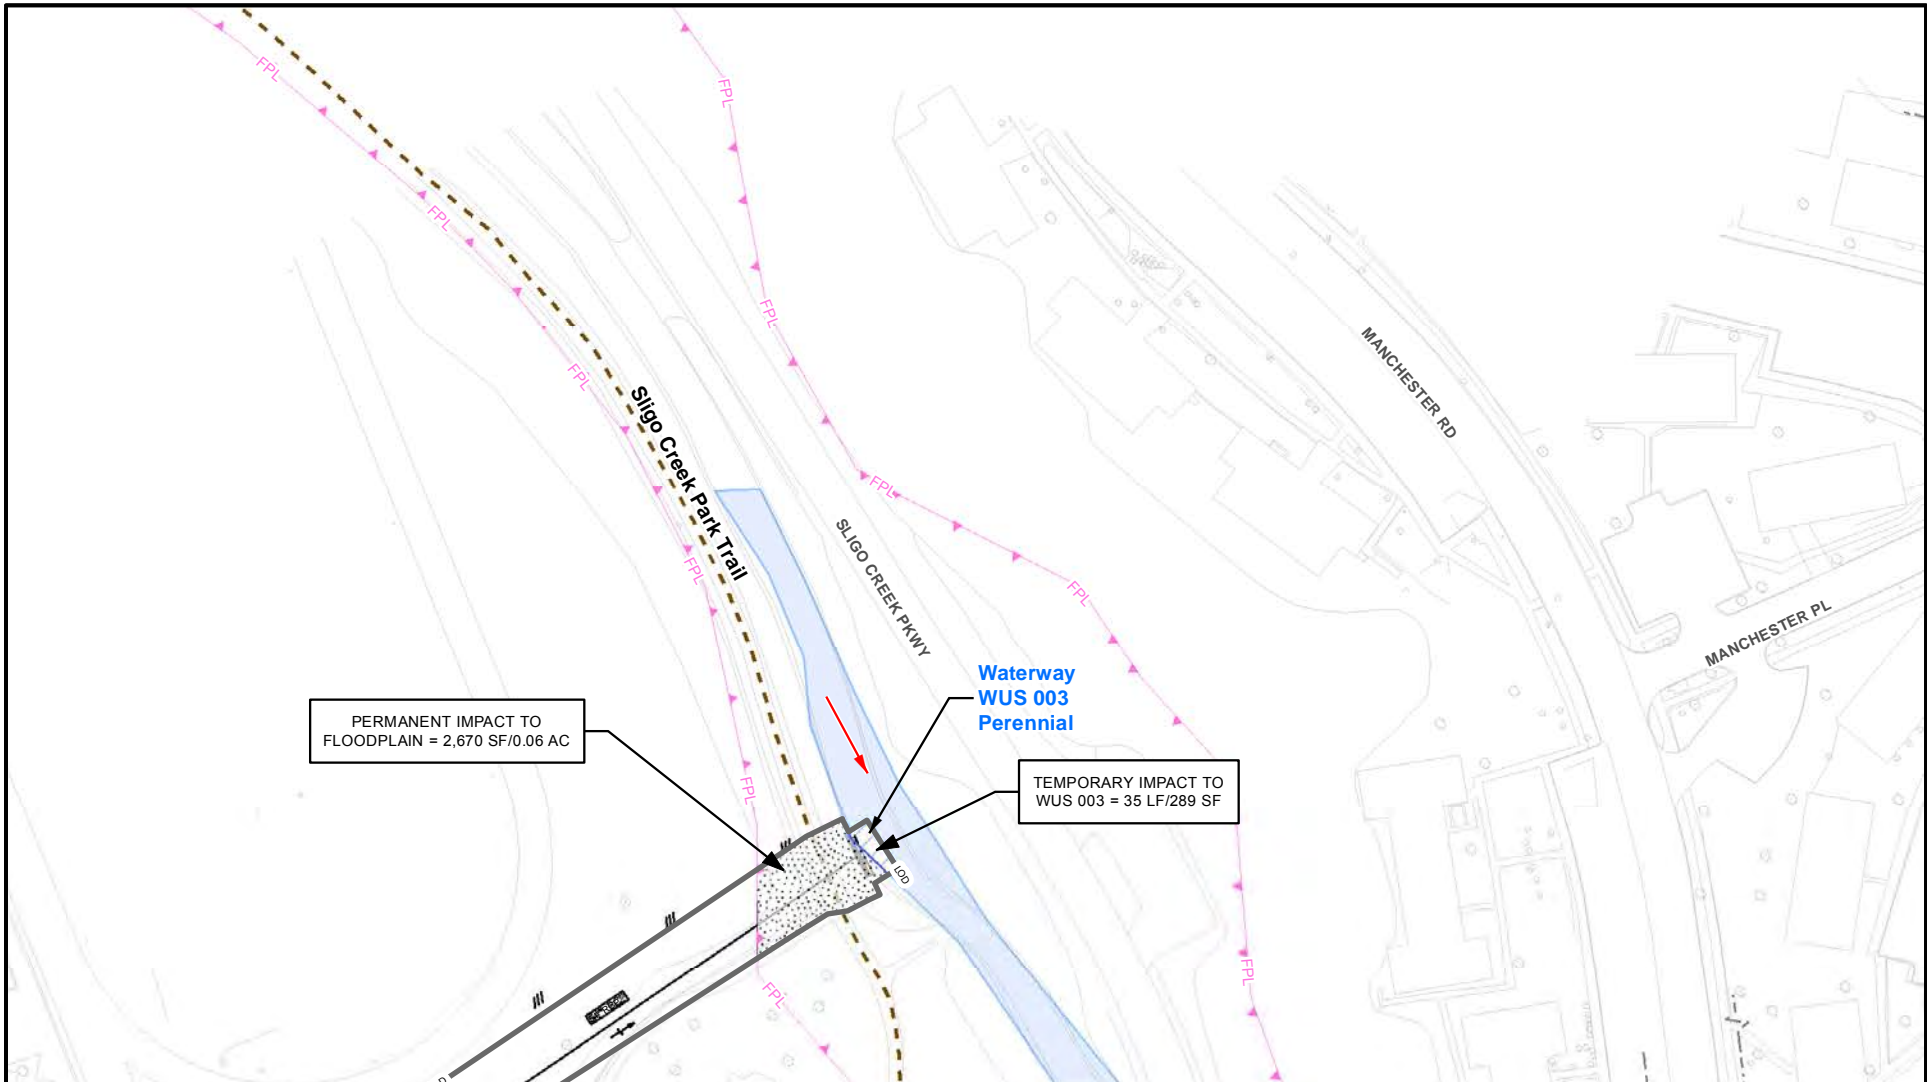 FPL
FPL
FPL
FPL
FPL
MANCHESTER RD
FPL
Sligo Creek Park Trail
FPL
FPL
SLIGO CREEK PKWY
FPL
MANCHESTER PL
Waterway
WUS 003
Perennial
PERMANENT IMPACT TO
FLOODPLAIN = 2,670 SF/0.06 AC
TEMPORARY IMPACT TO
WUS 003 = 35 LF/289 SF
FPL
LOD
FPL
FPL